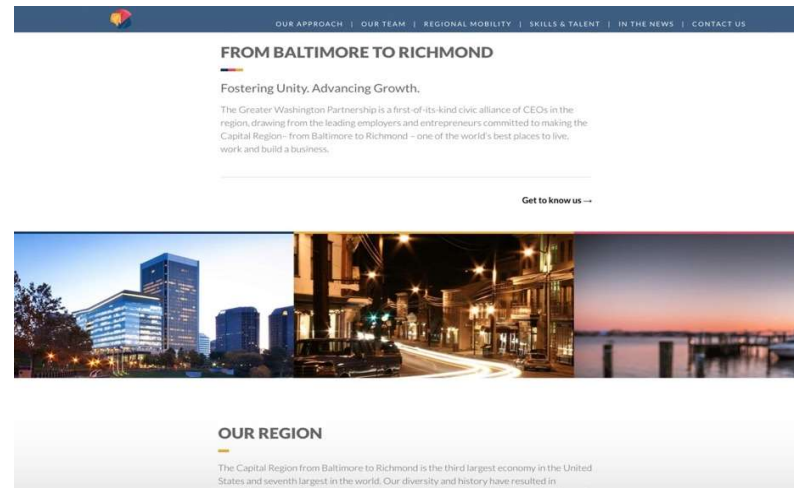 OUR APPROACH | OUR TEAM | REGIONAL MOBILITY | SKILLS & TALENT | IN THE NEWS | CONTACT US
FROM BALTIMORE TO RICHMOND
Fostering Unity. Advancing Growth.
The Greater Washington Partnership is a first-of-its-kind civic alliance of CEOs in the
region, drawing from the leading employers and entrepreneurs committed to making the
Capital Region– from Baltimore to Richmond – one of the world's best places to live,
work and build a business.
Get to know us →
OUR REGION
The Capital Region from Baltimore to Richmond is the third largest economy in the United
States and seventh largest in the world. Our diversity and history have resulted in